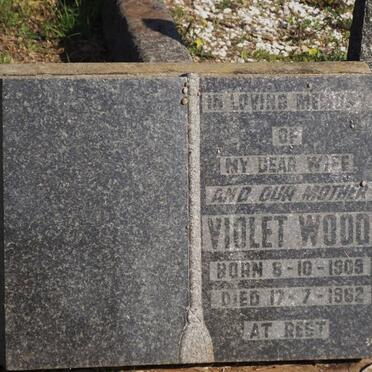 IN LOVING MEMORY
OF
MY DEAR WIFE
AND OUR MOTHER
VIOLET WOOD
BORN 8-10-1909
DIED 17-7-1962
AT REST